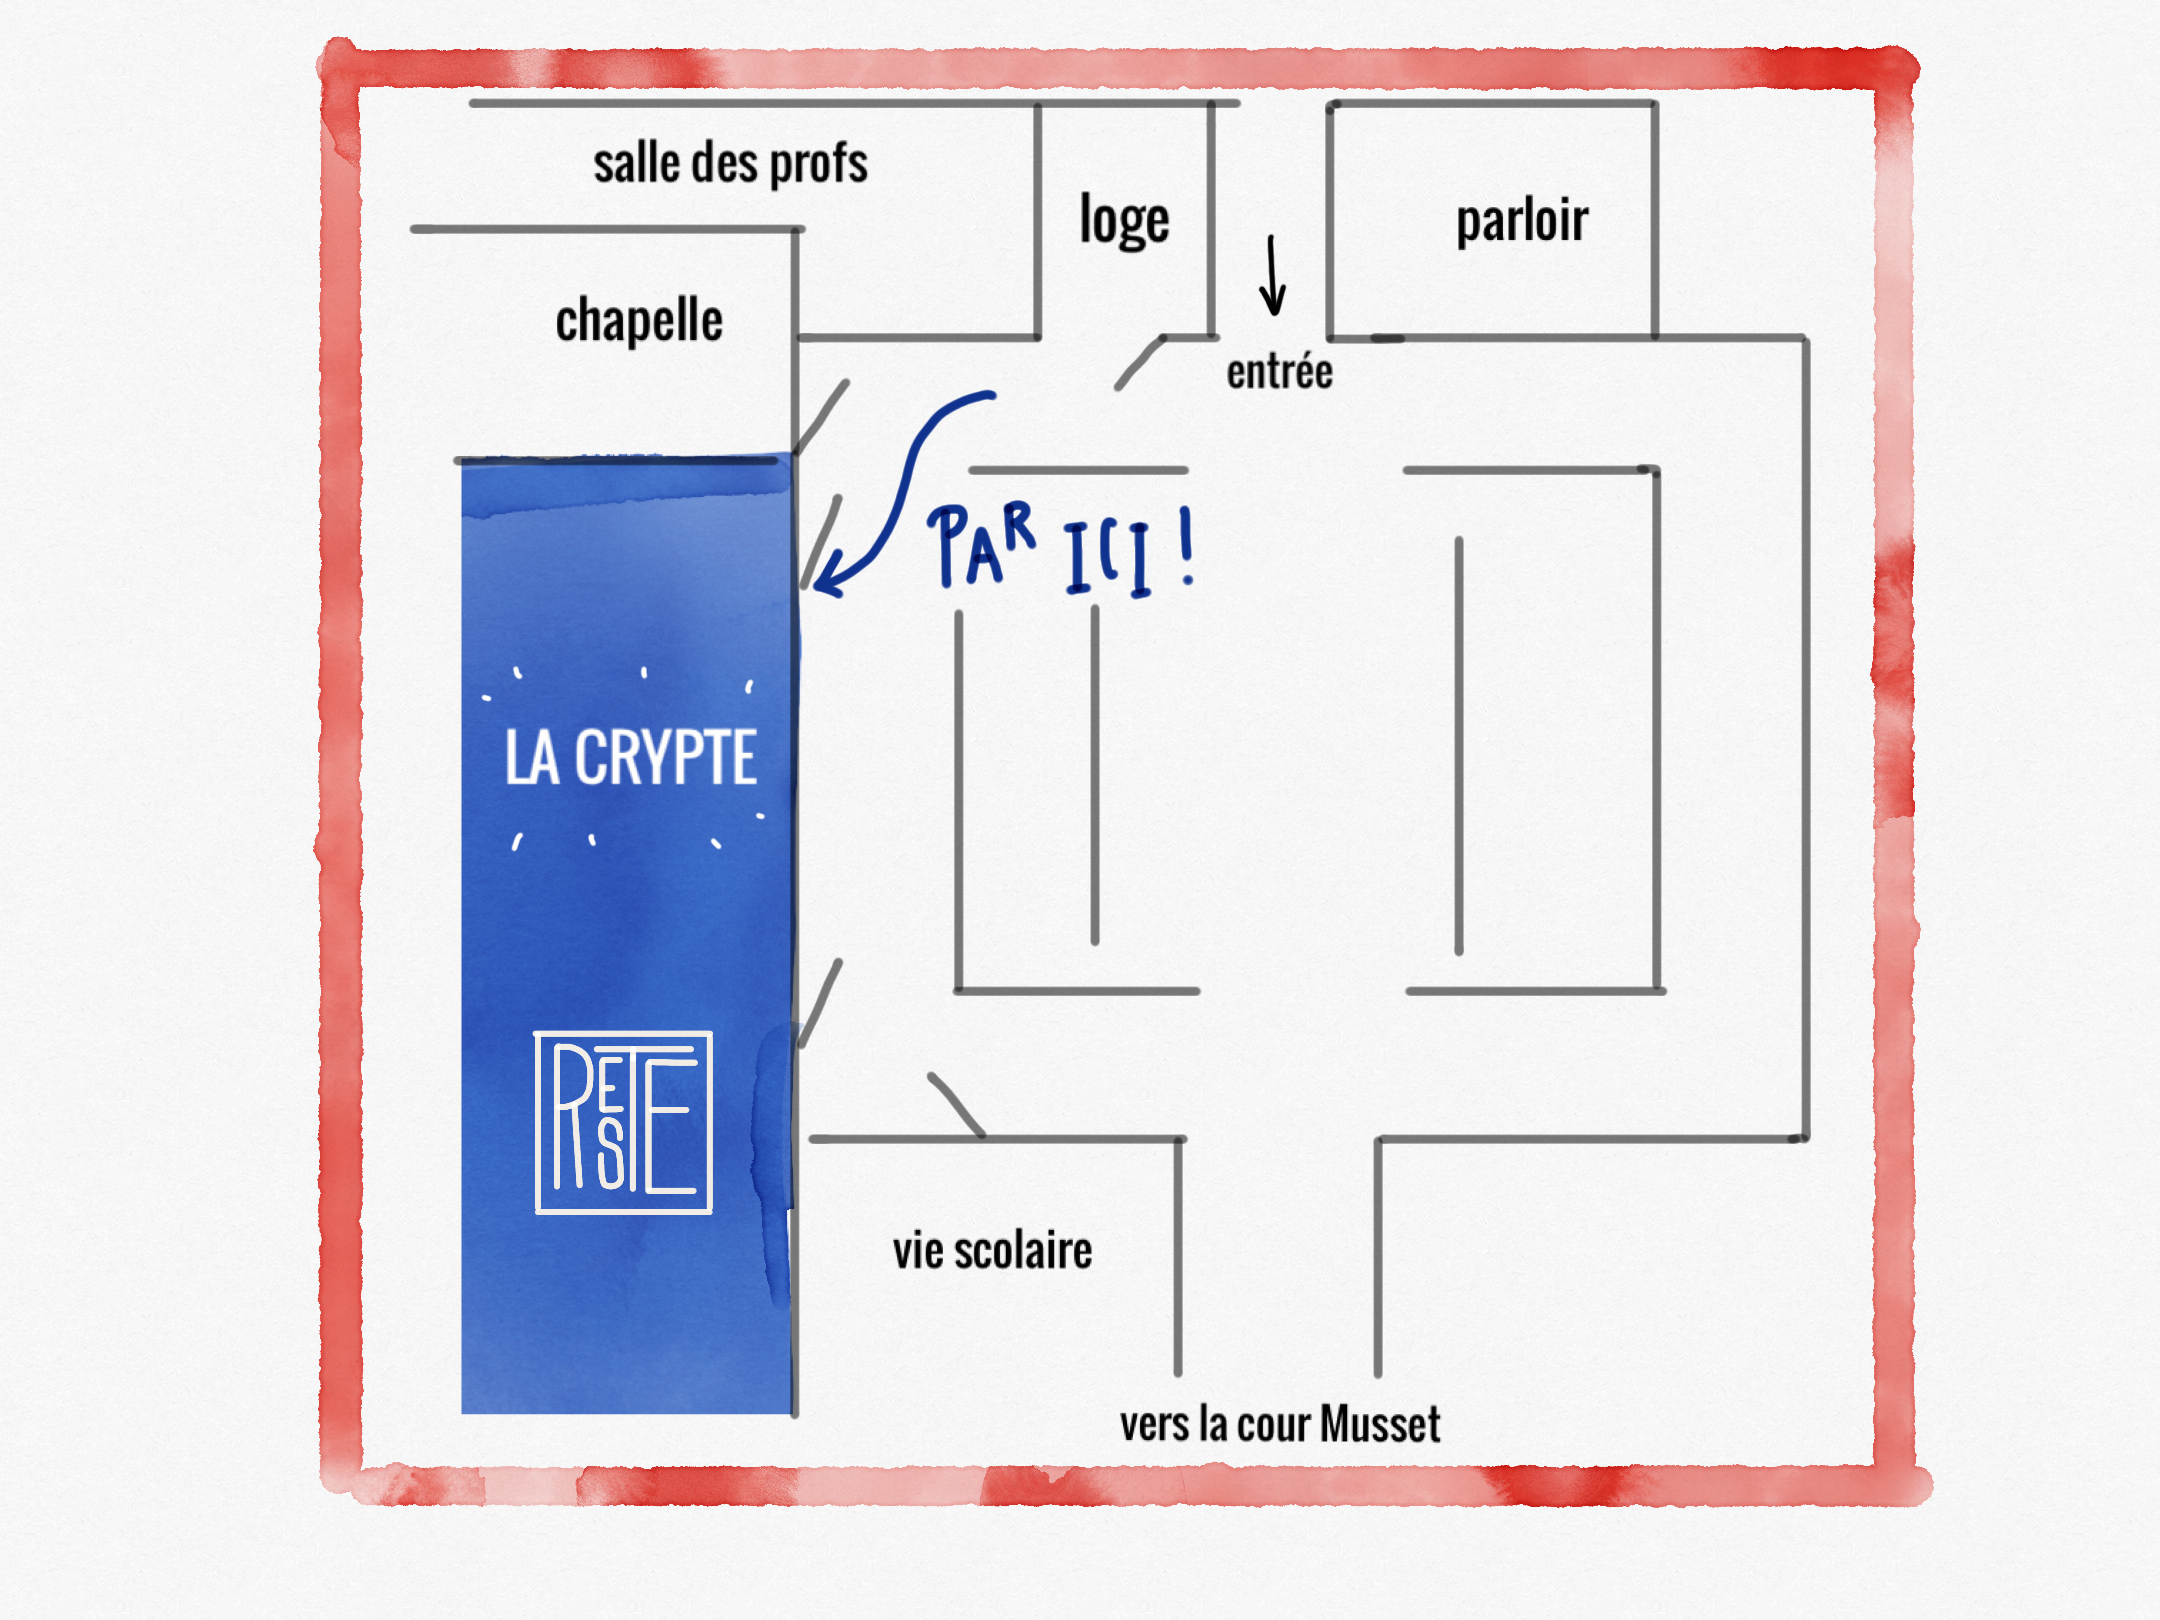 salle des profs
loge
parloir
chapelle
entrée
PAR ICI !
LA CRYPTE
RESTE
vie scolaire
vers la cour Musset